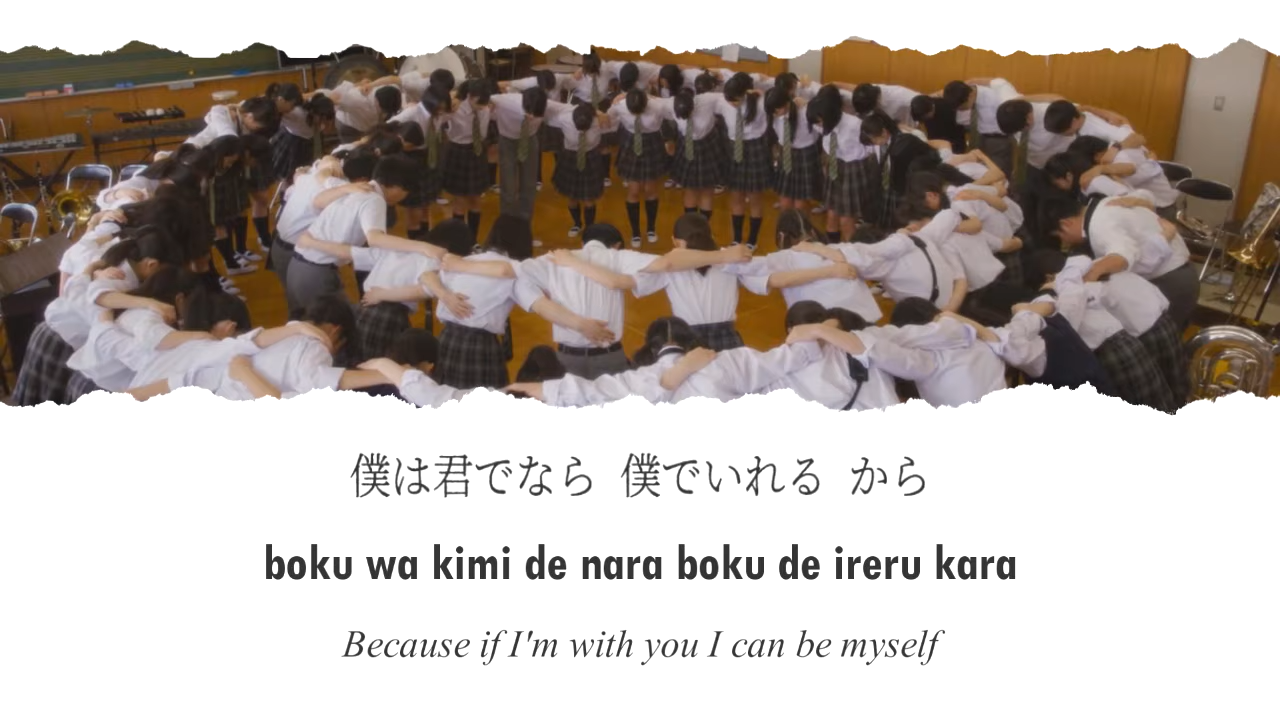 僕は君でなら 僕でいれる から
boku wa kimi de nara boku de ireru kara
Because if I'm with you I can be myself